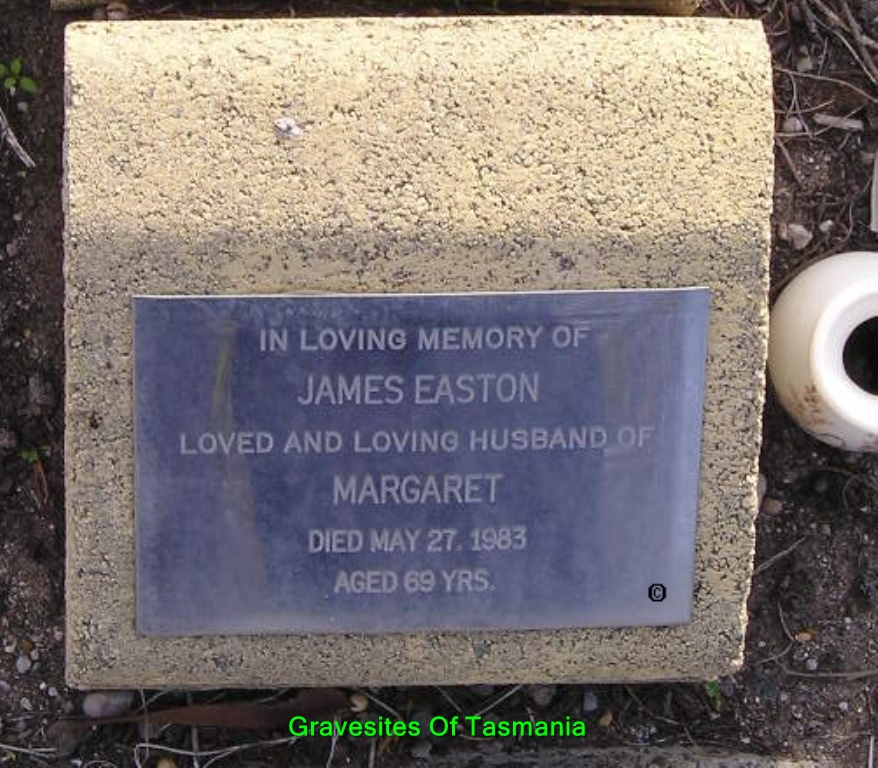 IN LOVING MEMORY OF
JAMES EASTON
LOVED AND LOVING HUSBAND OF
MARGARET
DIED MAY 27. 1983
AGED 69 YRS.
©
Gravesites Of Tasmania